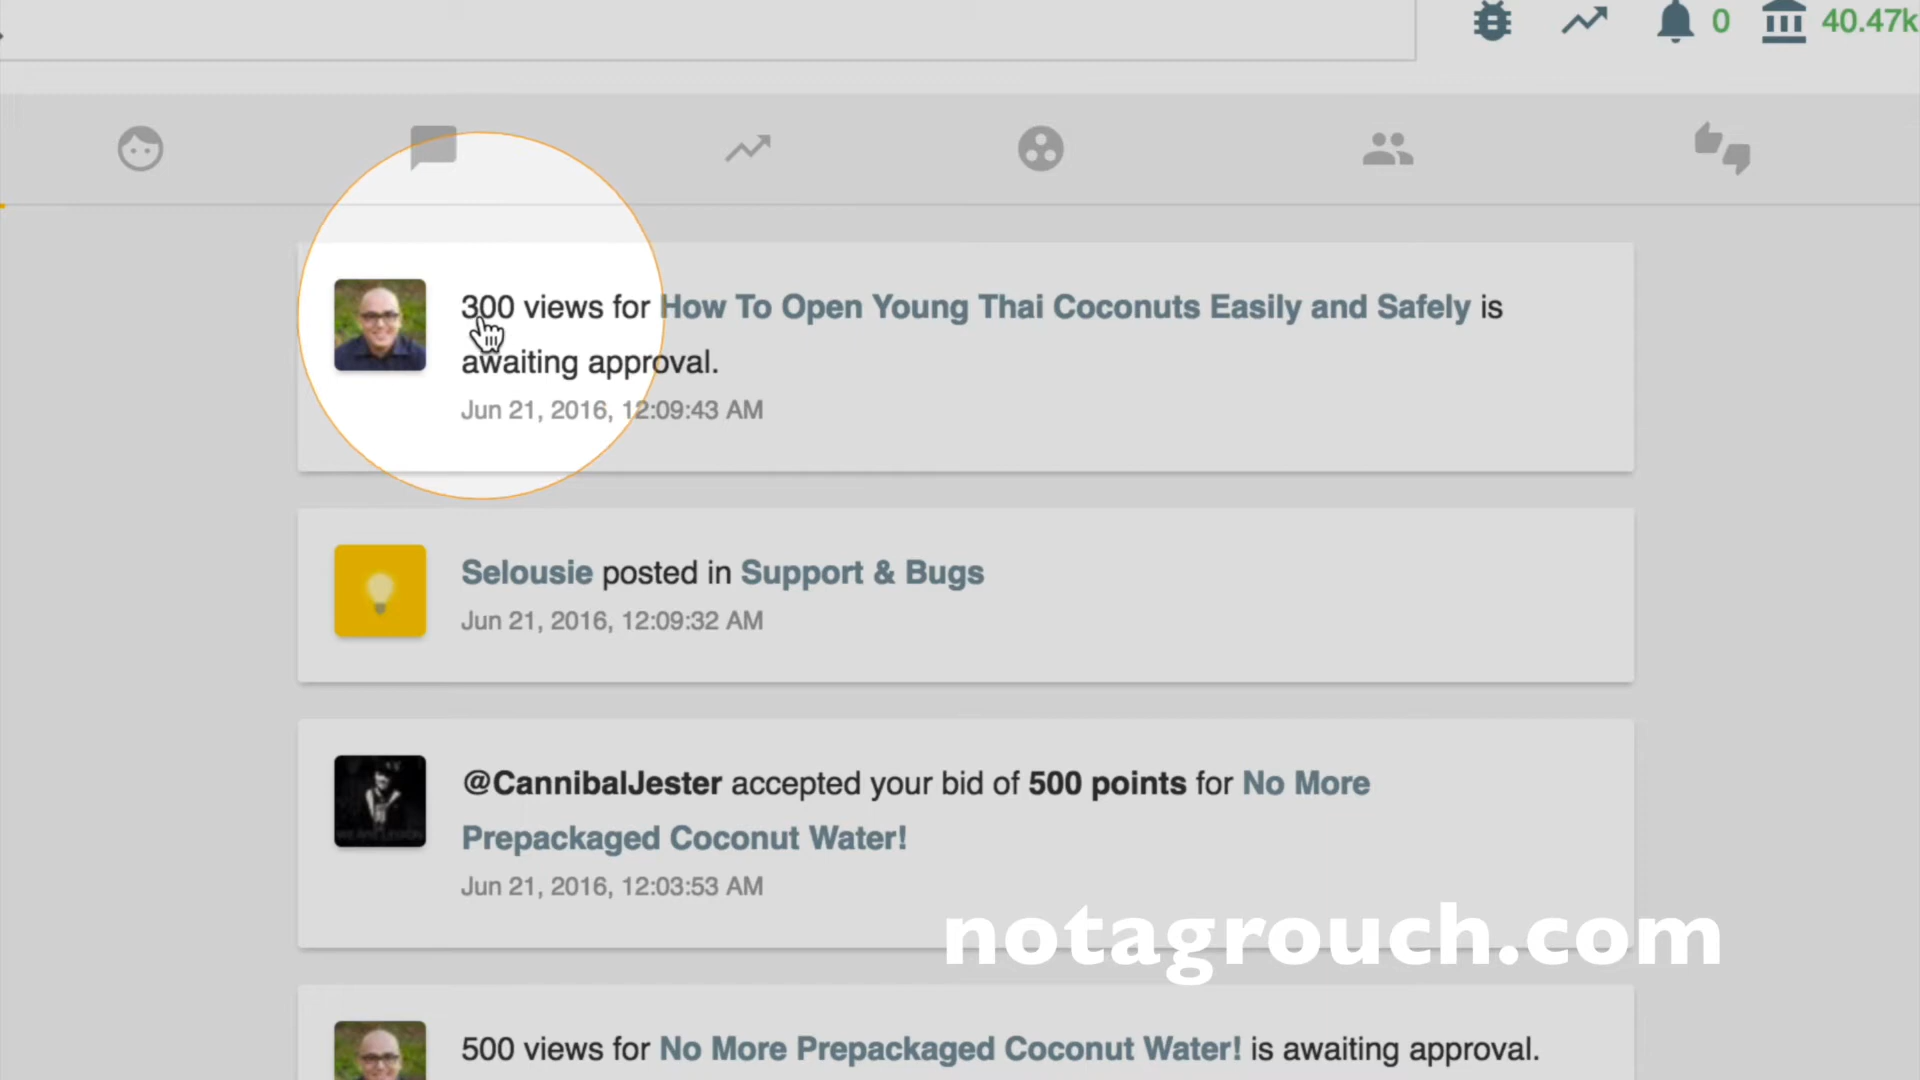 0 40.47k
300 views for How To Open Young Thai Coconuts Easily and Safely is
awaiting approval.
Jun 21, 2016, 12:09:43 AM
Selousie posted in Support & Bugs
Jun 21, 2016, 12:09:32 AM
@CannibalJester accepted your bid of 500 points for No More
Prepackaged Coconut Water!
Jun 21, 2016, 12:03:53 AM
notagrouch.com
500 views for No More Prepackaged Coconut Water! is awaiting approval.